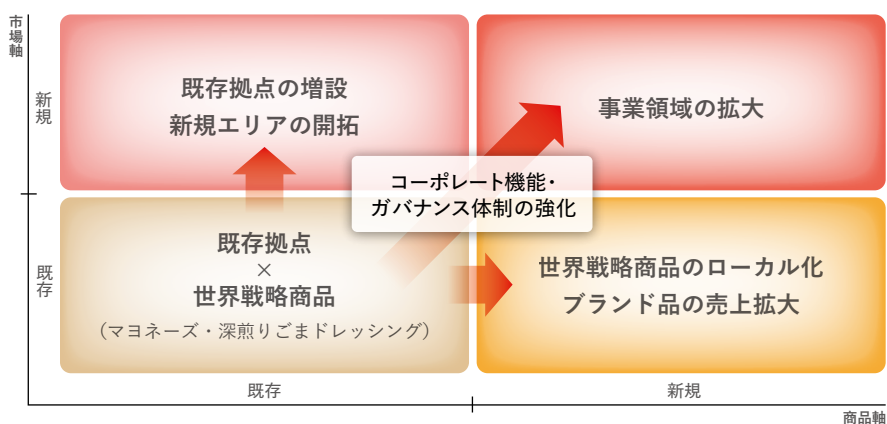 市場軸
新規
既存拠点の増設
新規エリアの開拓
事業領域の拡大
コーポレート機能・
ガバナンス体制の強化
既存
既存拠点
×
世界戦略商品
（マヨネーズ・深煎りごまドレッシング）
世界戦略商品のローカル化
ブランド品の売上拡大
既存
新規
商品軸